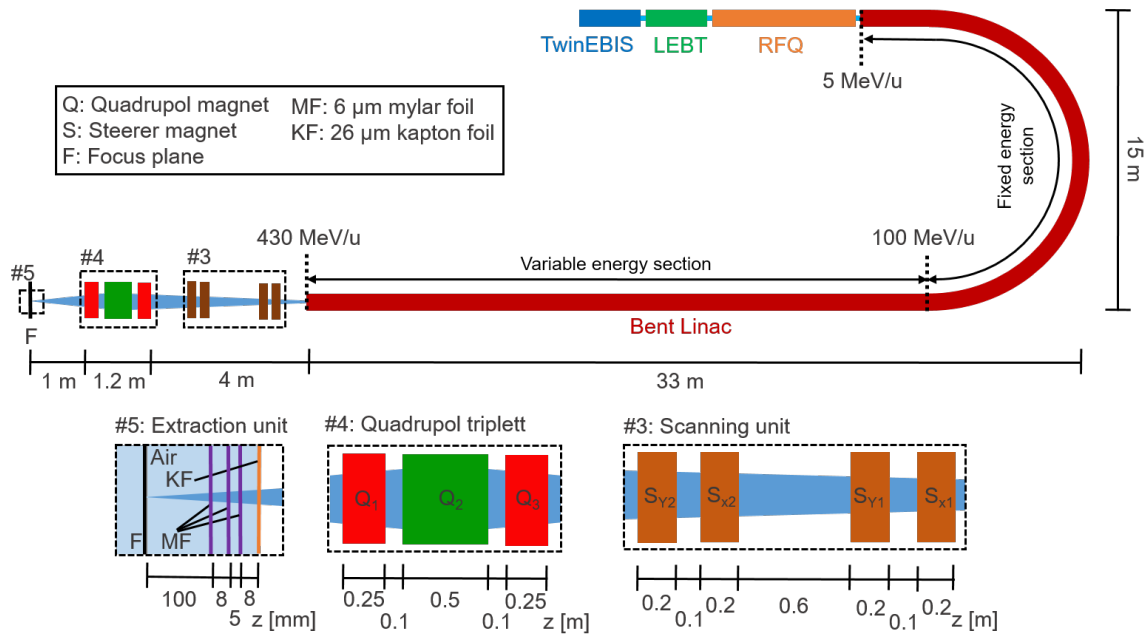 TwinEBIS LEBT RFQ
5 MeV/u
Q: Quadrupol magnet MF: 6 µm mylar foil
S: Steerer magnet KF: 26 µm kapton foil
F: Focus plane
Fixed energy
section
15 m
430 MeV/u
100 MeV/u
#5
#4
#3
Variable energy section
F
Bent Linac
1 m
1.2 m
4 m
33 m
#5: Extraction unit
Air
KF
F
MF
100
8
5
8
z [mm]
#4: Quadrupol triplett
Q1
Q2
Q3
0.25
0.1
0.5
0.1
0.25
z [m]
#3: Scanning unit
SY2
Sx2
SY1
Sx1
0.2
0.1
0.2
0.6
0.2
0.1
0.2
z [m]